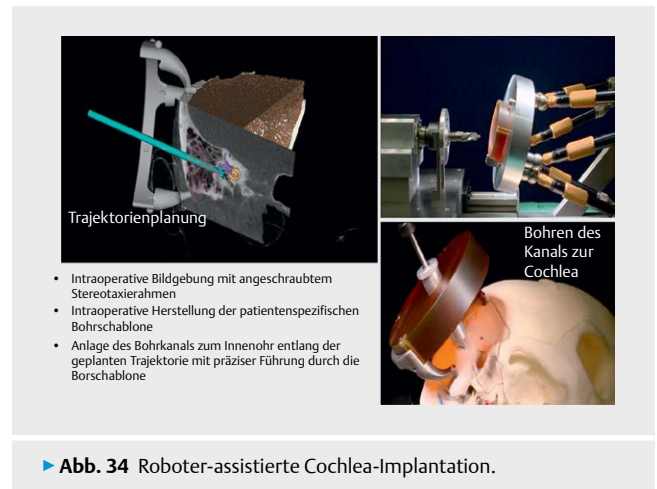 Trajektorienplanung
Bohren des
Kanals zur
Cochlea
• Intraoperative Bildgebung mit angeschraubtem
Stereotaxierahmen
• Intraoperative Herstellung der patientenspezifischen
Bohrschablone
• Anlage des Bohrkanals zum Innenohr entlang der
geplanten Trajektorie mit präziser Führung durch die
Borschablone
▶ Abb. 34 Roboter-assistierte Cochlea-Implantation.